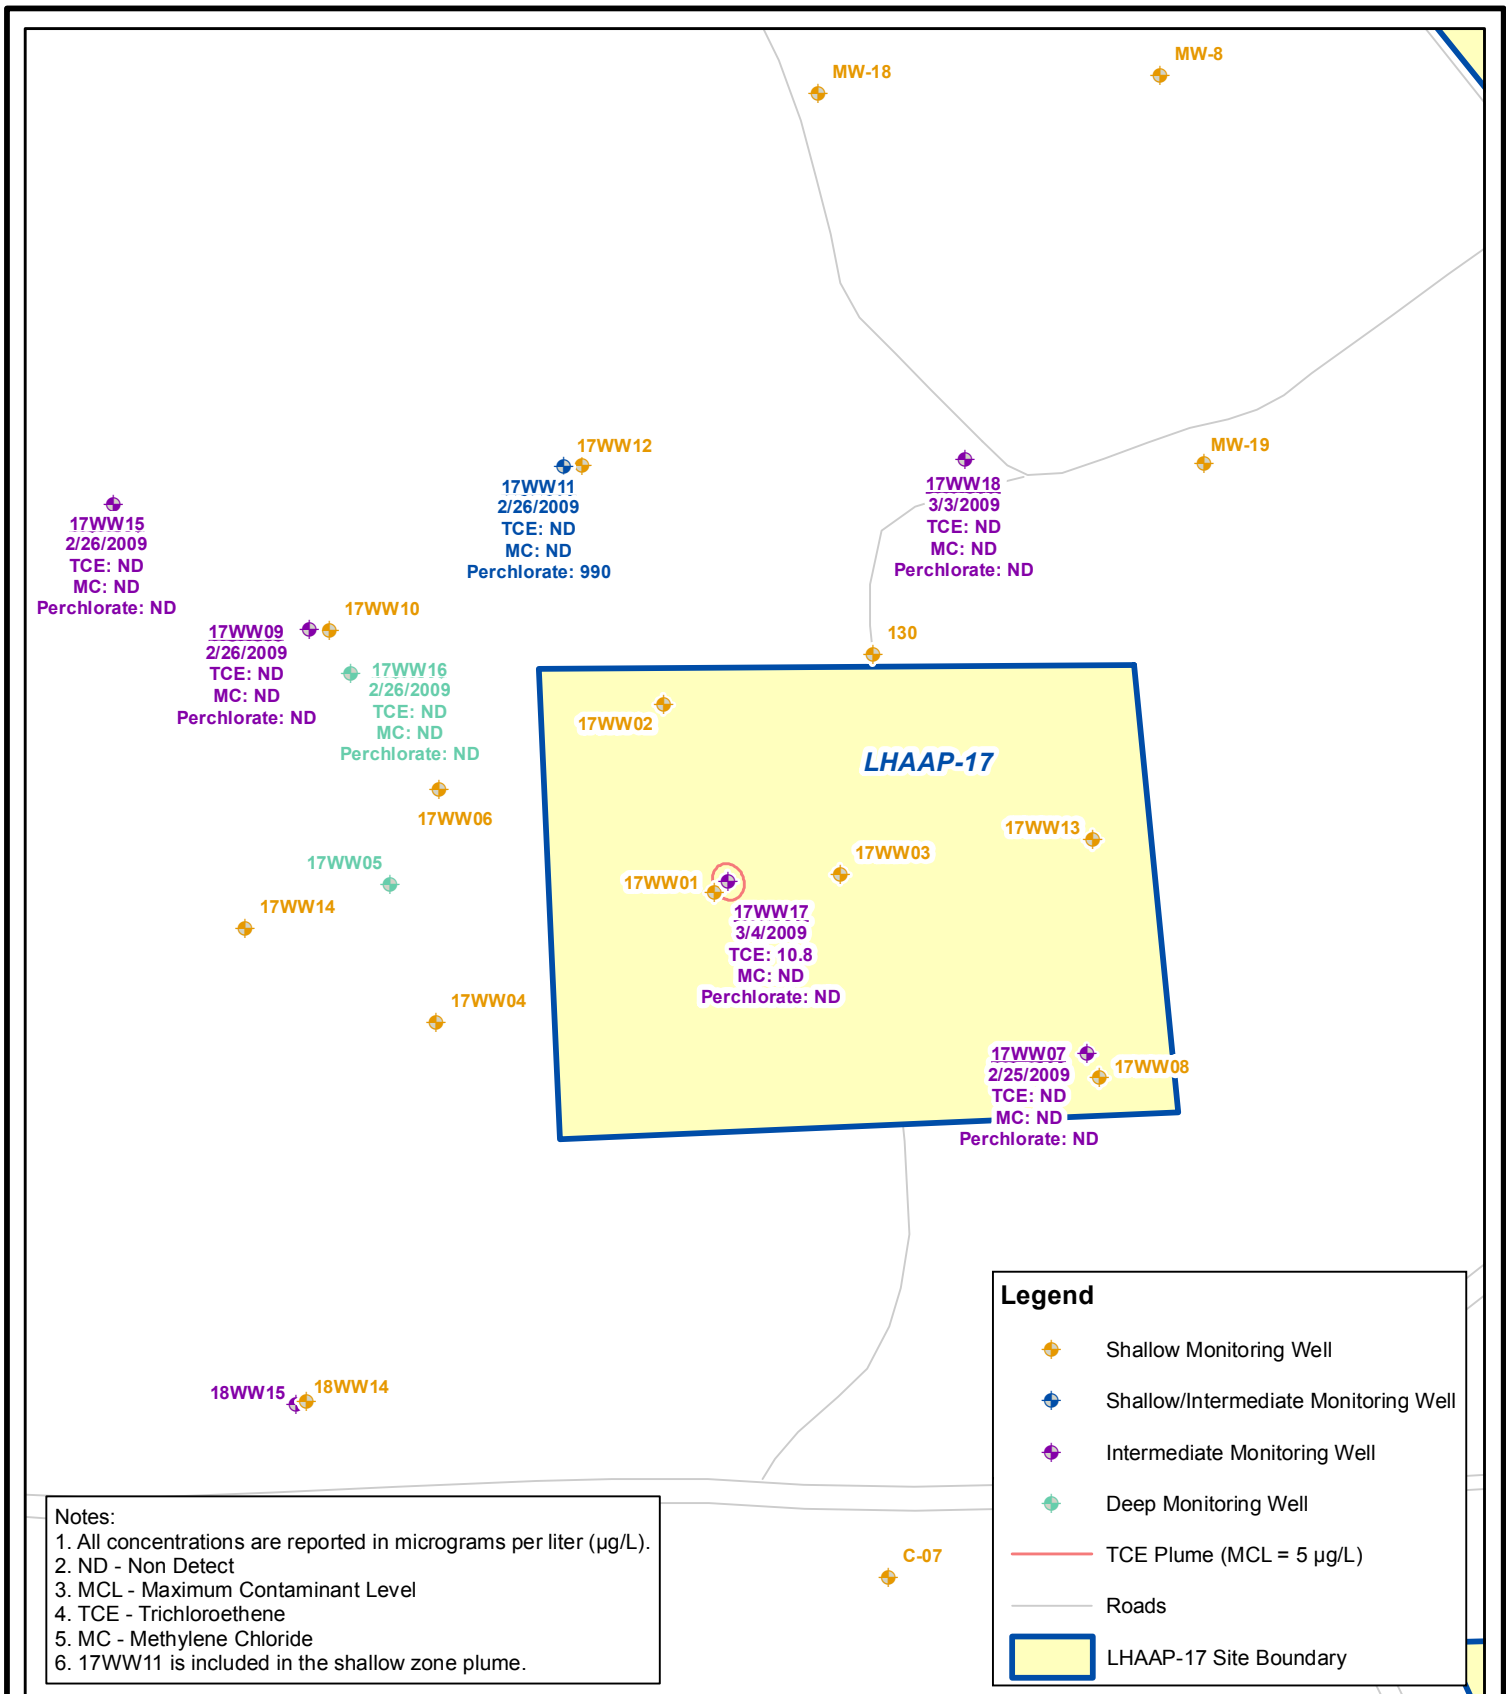 MW-18
MW-8
17WW12
MW-19
17WW11
2/26/2009
TCE: ND
MC: ND
Perchlorate: 990
17WW18
3/3/2009
TCE: ND
MC: ND
Perchlorate: ND
17WW15
2/26/2009
TCE: ND
MC: ND
Perchlorate: ND
17WW10
17WW09
2/26/2009
TCE: ND
MC: ND
Perchlorate: ND
17WW16
2/26/2009
TCE: ND
MC: ND
Perchlorate: ND
130
17WW02
LHAAP-17
17WW06
17WW13
17WW05
17WW03
17WW01
17WW14
17WW17
3/4/2009
TCE: 10.8
MC: ND
Perchlorate: ND
17WW04
17WW07
2/25/2009
TCE: ND
MC: ND
Perchlorate: ND
17WW08
18WW15
18WW14
C-07
Legend
Shallow Monitoring Well
Shallow/Intermediate Monitoring Well
Intermediate Monitoring Well
Deep Monitoring Well
TCE Plume (MCL = 5 µg/L)
Roads
LHAAP-17 Site Boundary
Notes:
1. All concentrations are reported in micrograms per liter (µg/L).
2. ND - Non Detect
3. MCL - Maximum Contaminant Level
4. TCE - Trichloroethene
5. MC - Methylene Chloride
6. 17WW11 is included in the shallow zone plume.